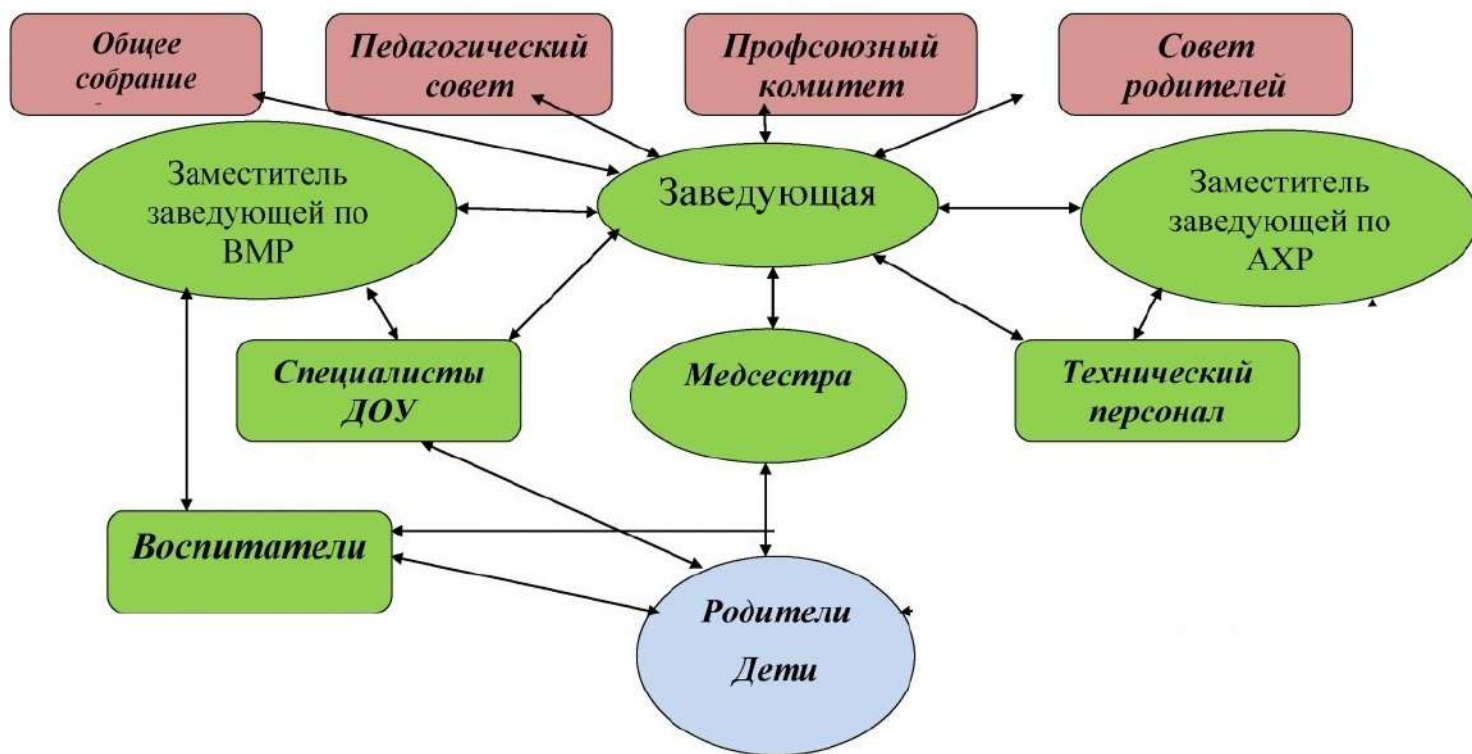 Общее
собрание
Педагогический
совет
Профсоюзный
комитет
Совет
родителей
Заместитель
заведующей по
ВМР
Заведующая
Заместитель
заведующей по
АХР
Специалисты
ДОУ
Медсестра
Технический
персонал
Воспитатели
Родители
Дети